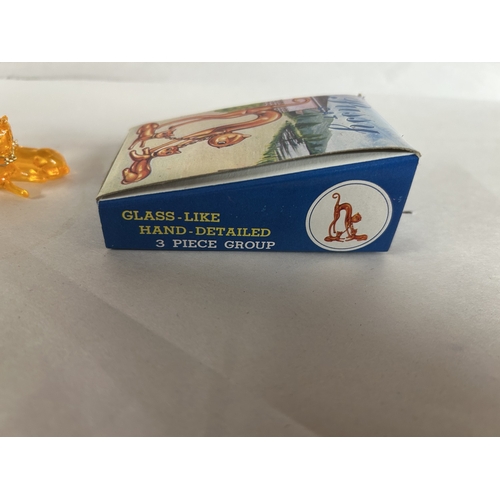 GLASS-LIKE
HAND-DETAILED
3 PIECE GROUP